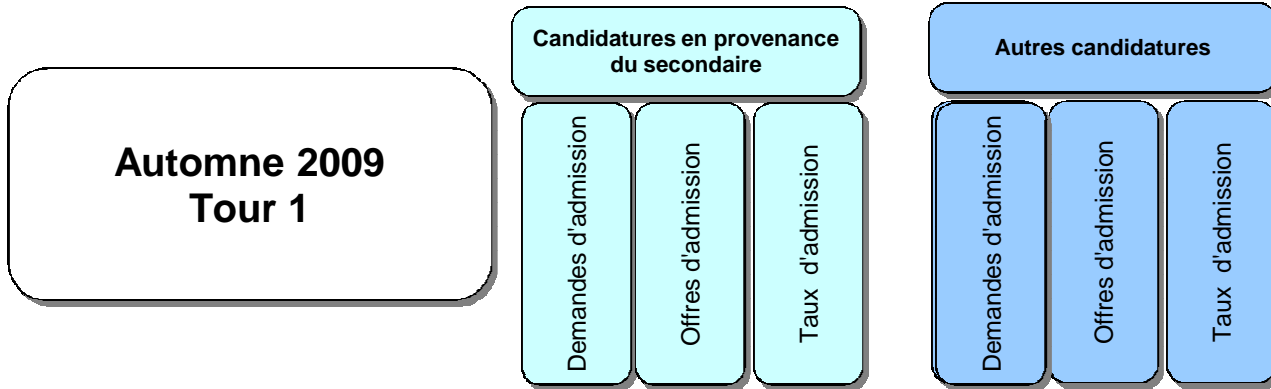 Automne 2009
Tour 1
Candidatures en provenance
du secondaire
Demandes d'admission
Offres d'admission
Taux d'admission
Autres candidatures
Demandes d'admission
Offres d'admission
Taux d'admission